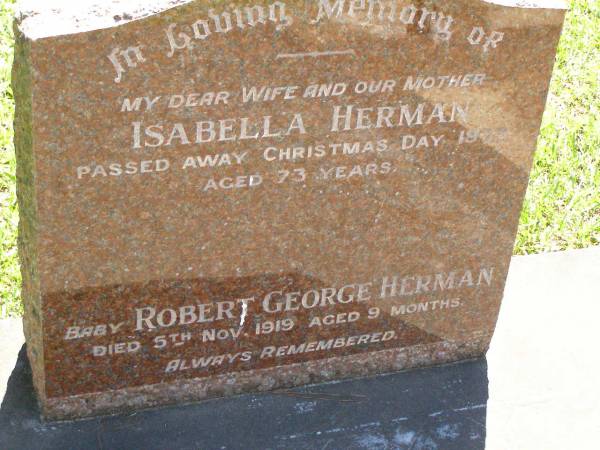 In Loving Memory of
MY DEAR WIFE AND OUR MOTHER
ISABELLA HERMAN
PASSED AWAY CHRISTMAS DAY
AGED 73 YEARS.
BABY ROBERT GEORGE HERMAN
DIED 5TH NOV. 1919 AGED 9 MONTHS.
ALWAYS REMEMBERED.